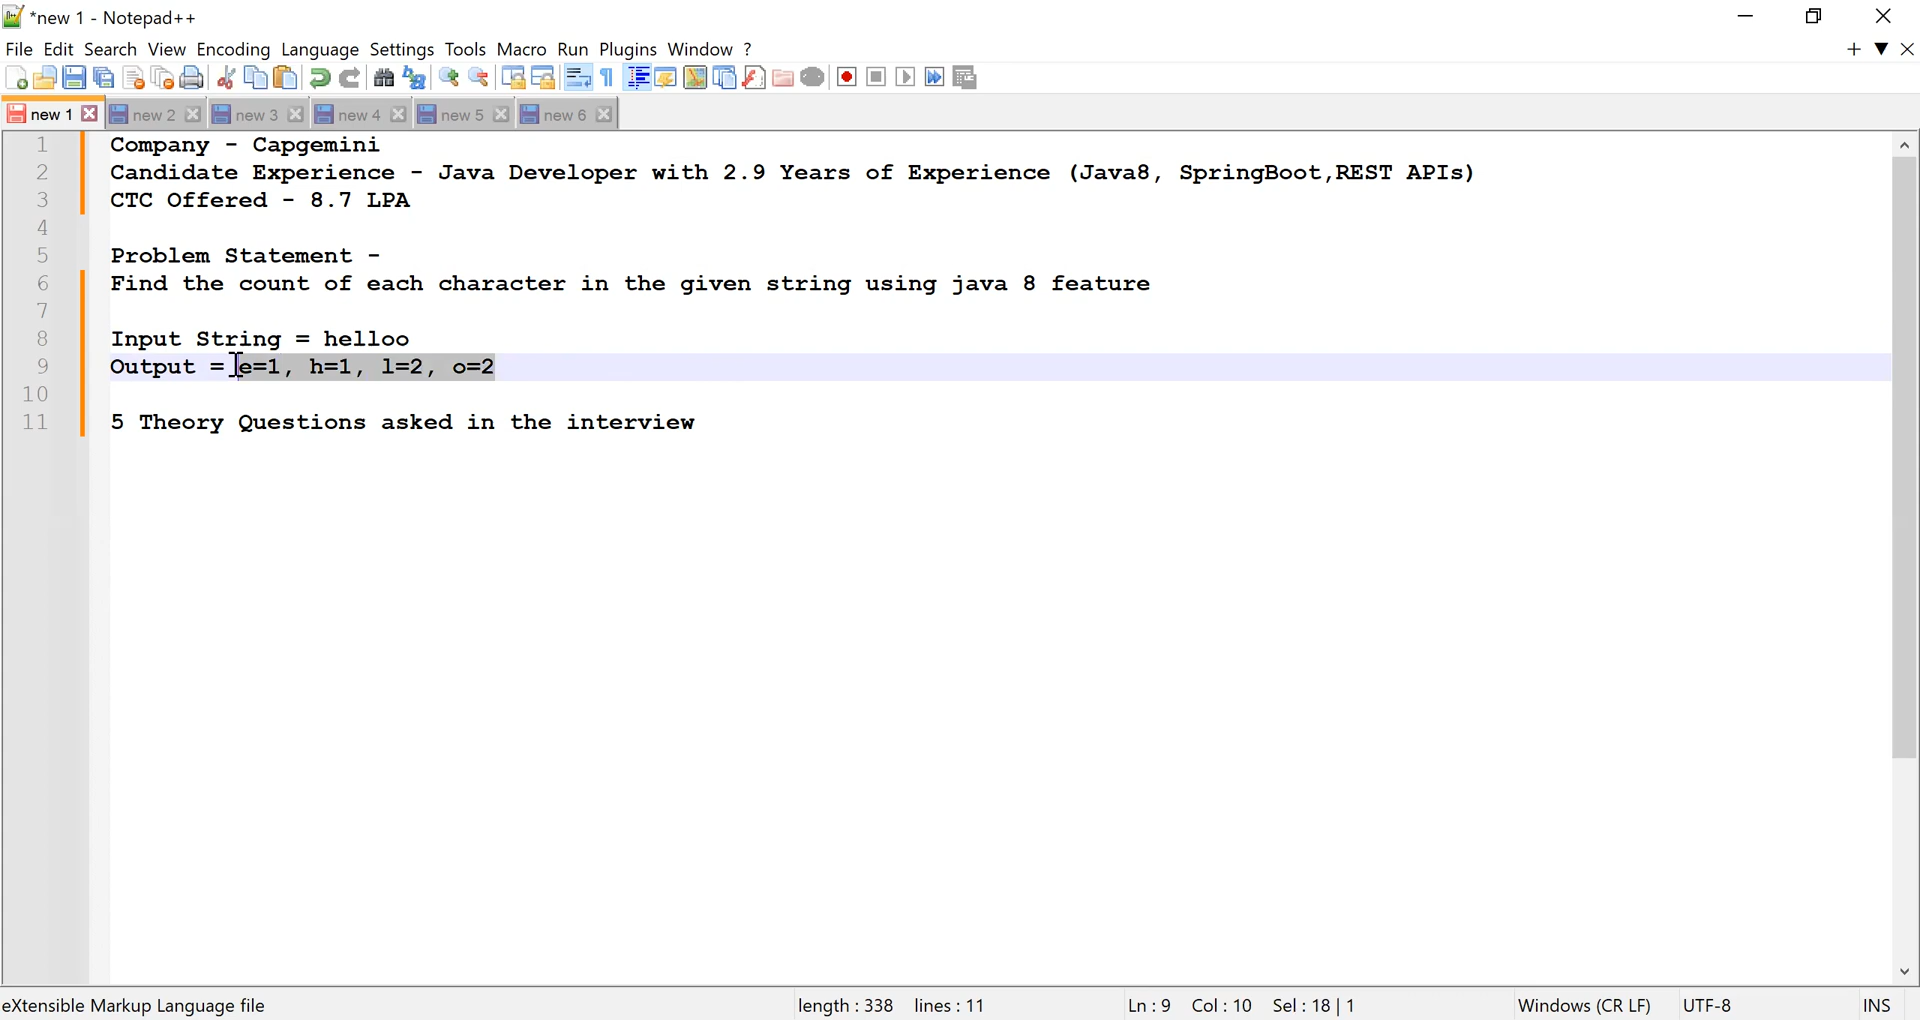 *new 1 - Notepad++
File Edit Search View Encoding Language Settings Tools Macro Run Plugins Window ?
new 1 new 2 new 3 new 4 new 5 new 6
1 Company - Capgemini
2 Candidate Experience - Java Developer with 2.9 Years of Experience (Java8, SpringBoot,REST APIs)
3 CTC Offered - 8.7 LPA
4
5 Problem Statement -
6 Find the count of each character in the given string using java 8 feature
7
8 Input String = helloo
9 Output = e=1, h=1, l=2, o=2
10
11 5 Theory Questions asked in the interview
eXtensible Markup Language file length : 338 lines : 11 Ln : 9 Col : 10 Sel : 18 | 1 Windows (CR LF) UTF-8 INS